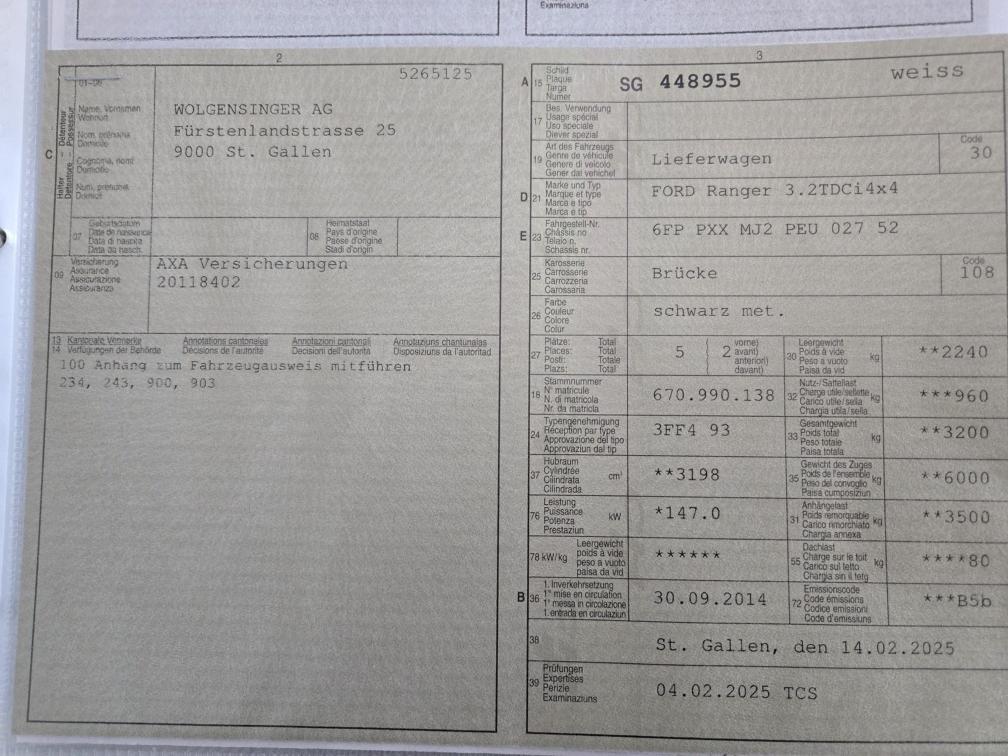 Examinaziuns
2
3
5265125
C
Halter - Détenteur
Detentore - Possessur
01-06
Name, Vornamen
Wohnort
Nom, prénoms
Domicile
Cognome, nomi
Domicilio
Num, prenums
Domicil
WOLGENSINGER AG
Fürstenlandstrasse 25
9000 St. Gallen
07
Geburtsdatum
Date de naissance
Data di nascita
Data da nasch.
08
Heimatstaat
Pays d'origine
Paese d'origine
Stadi d'origin
09
Versicherung
Assurance
Assicurazione
Assicuranza
AXA Versicherungen
20118402
13 Kantonale Vermerke Annotations cantonales Annotazioni cantonali Annotaziuns chantunalas
14 Verfügungen der Behörde Décisions de l'autorité Decisioni dell'autorità Disposiziuns da l'autoritad
100 Anhang zum Fahrzeugausweis mitführen
234, 243, 900, 903
A 15
Schild
Plaque
Targa
Numer
SG 448955
weiss
17
Bes. Verwendung
Usage spécial
Uso speciale
Diever spezial
19
Art des Fahrzeugs
Genre de véhicule
Genere di veicolo
Gener dal vehichel
Lieferwagen
Code
30
D 21
Marke und Typ
Marque et type
Marca e tipo
Marca e tip
FORD Ranger 3.2TDCi4x4
E 23
Fahrgestell-Nr.
Châssis no
Telaio n.
Schassis nr.
6FP PXX MJ2 PEU 027 52
25
Karosserie
Carrosserie
Carrozzeria
Carossaria
Brücke
Code
108
26
Farbe
Couleur
Colore
Colur
schwarz met.
27
Plätze: Total
Places: Total
Posti: Totale
Plazs: Total
5
( 2
vorne)
avant)
anteriori)
davant)
30
Leergewicht
Poids à vide
Peso a vuoto
Paisa da vid
kg
**2240
18
Stammnummer
N° matricule
N. di matricola
Nr. da matricla
670.990.138
32
Nutz-/Sattellast
Charge utile/sellette
Carico utile/sella
Chargia utila/sella
kg
***960
24
Typengenehmigung
Réception par type
Approvazione del tipo
Approvaziun dal tip
3FF4 93
33
Gesamtgewicht
Poids total
Peso totale
Paisa totala
kg
**3200
37
Hubraum
Cylindrée
Cilindrata
Cilindrada
cm³
**3198
35
Gewicht des Zuges
Poids de l'ensemble
Peso del convoglio
Paisa cumposiziun
kg
**6000
76
Leistung
Puissance
Potenza
Prestaziun
kW
*147.0
31
Anhängelast
Poids remorquable
Carico rimorchiato
Chargia annexa
kg
**3500
78 kW/kg
Leergewicht
poids à vide
peso a vuoto
paisa da vid
******
55
Dachlast
Charge sur le toit
Carico sul tetto
Chargia sin il tetg
kg
****80
B 36
1. Inverkehrsetzung
1re mise en circulation
1a messa in circolazione
1. entrada en circulaziun
30.09.2014
72
Emissionscode
Code émissions
Codice emissioni
Code d'emissiuns
***B5b
38
St. Gallen, den 14.02.2025
39
Prüfungen
Expertises
Perizie
Examinaziuns
04.02.2025 TCS